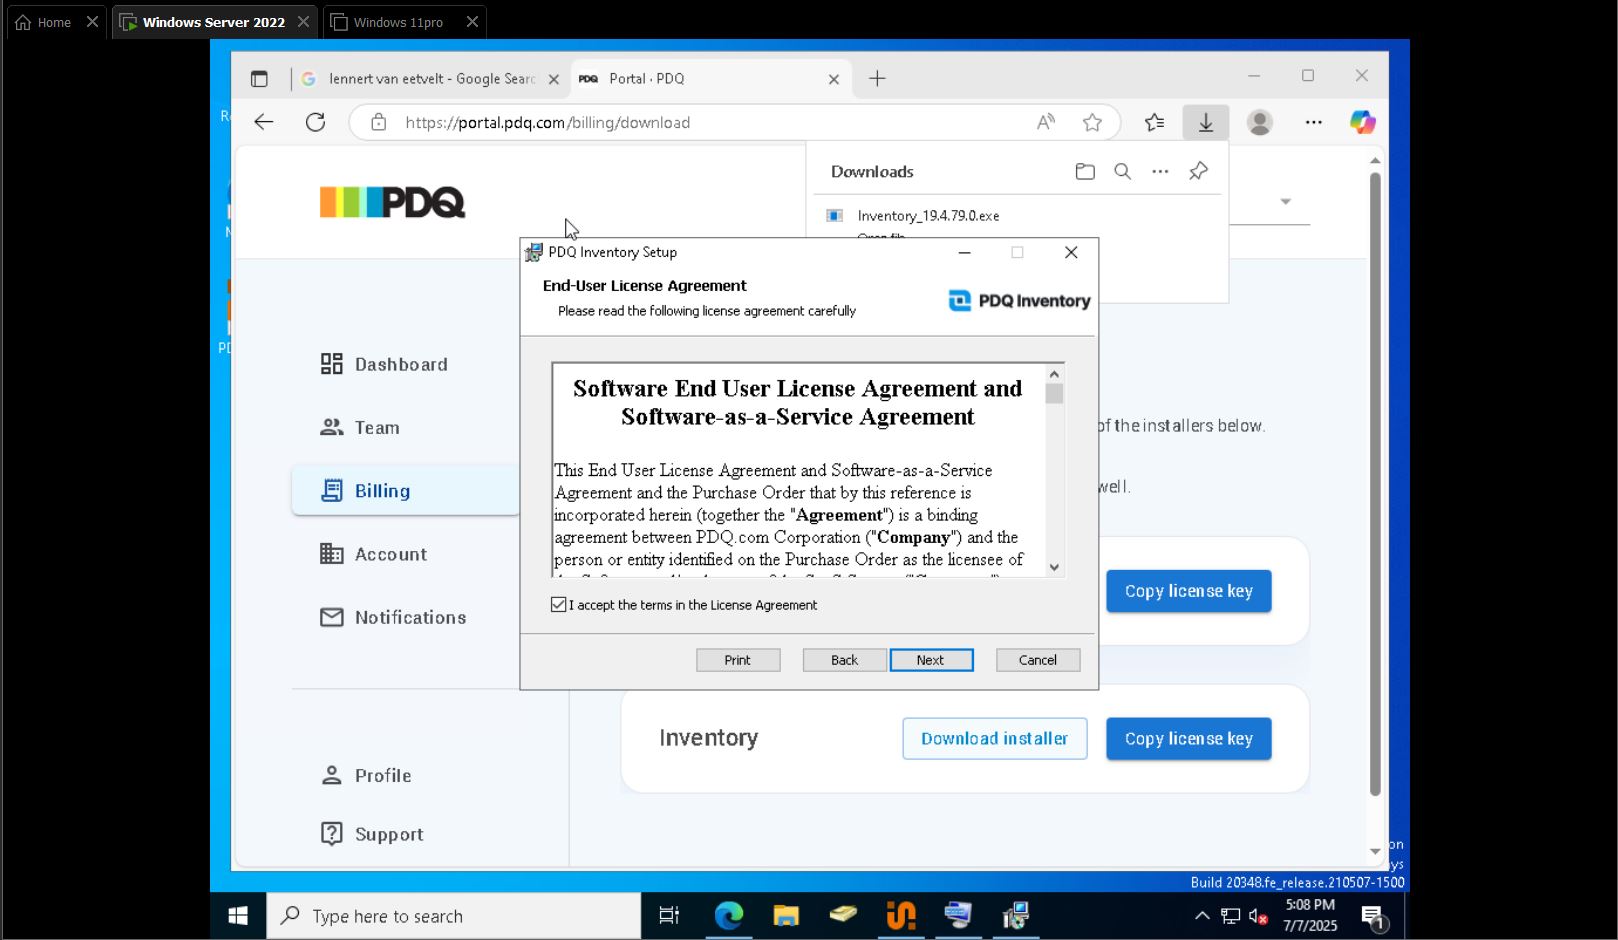 Home
Windows Server 2022
Windows 11pro
lennert van eetvelt - Google Searc
PDQ
Portal · PDQ
https://portal.pdq.com/billing/download
PDQ
Downloads
Inventory_19.4.79.0.exe
PDQ Inventory Setup
End-User License Agreement
Please read the following license agreement carefully
PDQ Inventory
Software End User License Agreement and
Software-as-a-Service Agreement
This End User License Agreement and Software-as-a-Service
Agreement and the Purchase Order that by this reference is
incorporated herein (together the "Agreement") is a binding
agreement between PDQ.com Corporation ("Company") and the
person or entity identified on the Purchase Order as the licensee of
I accept the terms in the License Agreement
Print
Back
Next
Cancel
Dashboard
Team
Billing
Account
Notifications
Profile
Support
of the installers below.
well.
Copy license key
Inventory
Download installer
Copy license key
on
ys
Build 20348.fe_release.210507-1500
Type here to search
5:08 PM
7/7/2025
1